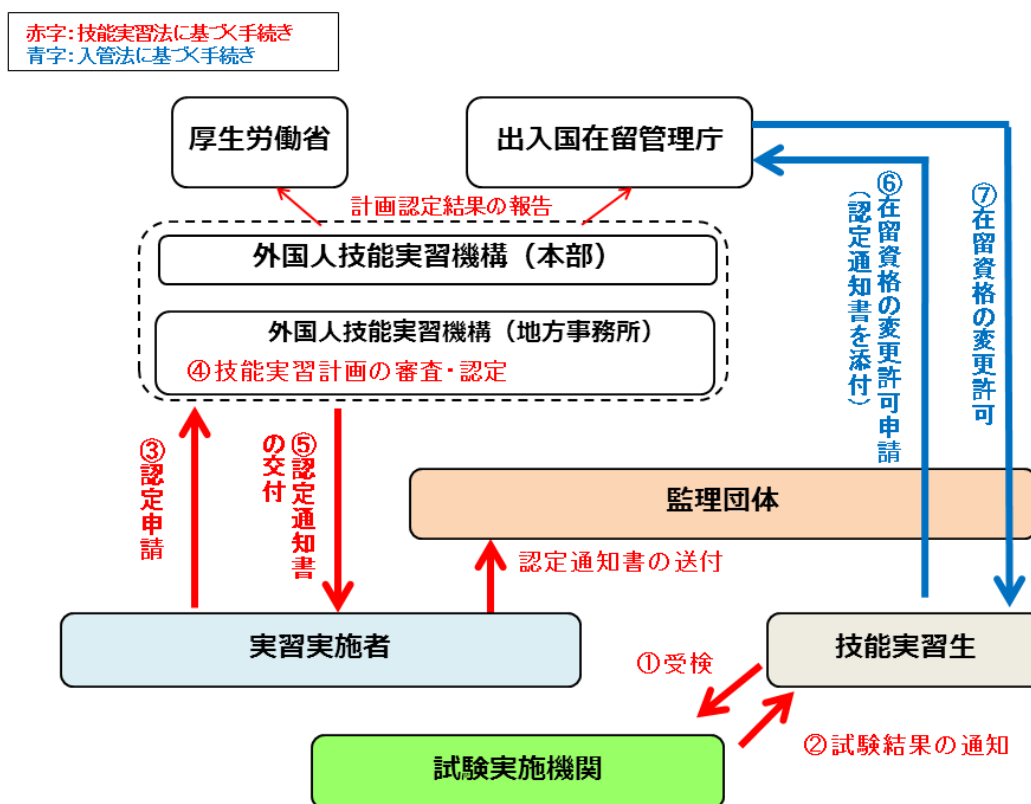 赤字：技能実習法に基づく手続き
青字：入管法に基づく手続き
厚生労働省
出入国在留管理庁
計画認定結果の報告
外国人技能実習機構（本部）
外国人技能実習機構（地方事務所）
④技能実習計画の審査・認定
③認定申請
⑤認定通知書
の交付
⑥在留資格の変更許可申請
（認定通知書を添付）
⑦在留資格の変更許可
監理団体
認定通知書の送付
実習実施者
技能実習生
①受検
②試験結果の通知
試験実施機関